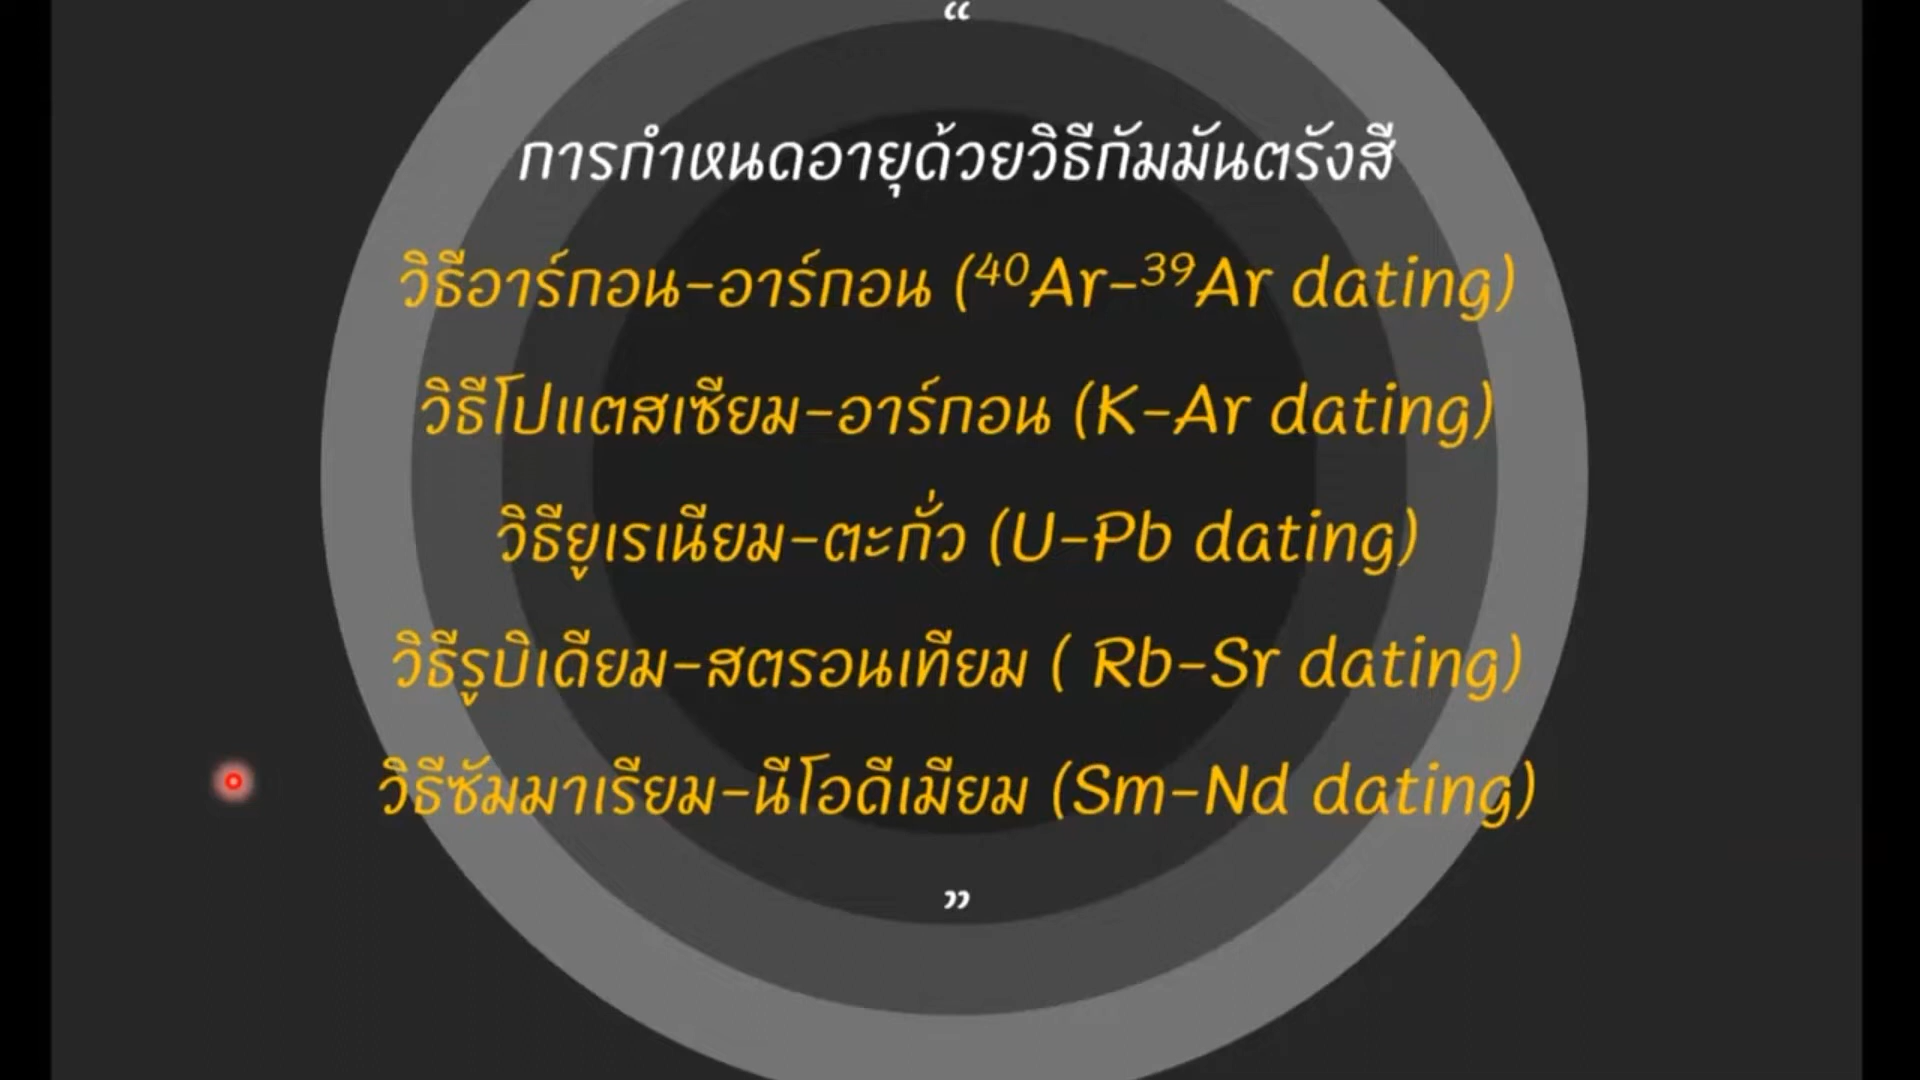 “
การกำหนดอายุด้วยวิธีกัมมันตรังสี
วิธีอาร์กอน-อาร์กอน (⁴⁰Ar-³⁹Ar dating)
วิธีโปแตสเซียม-อาร์กอน (K-Ar dating)
วิธียูเรเนียม-ตะกั่ว (U-Pb dating)
วิธีรูบิเดียม-สตรอนเทียม ( Rb-Sr dating)
วิธีซัมมาเรียม-นีโอดีเมียม (Sm-Nd dating)
”